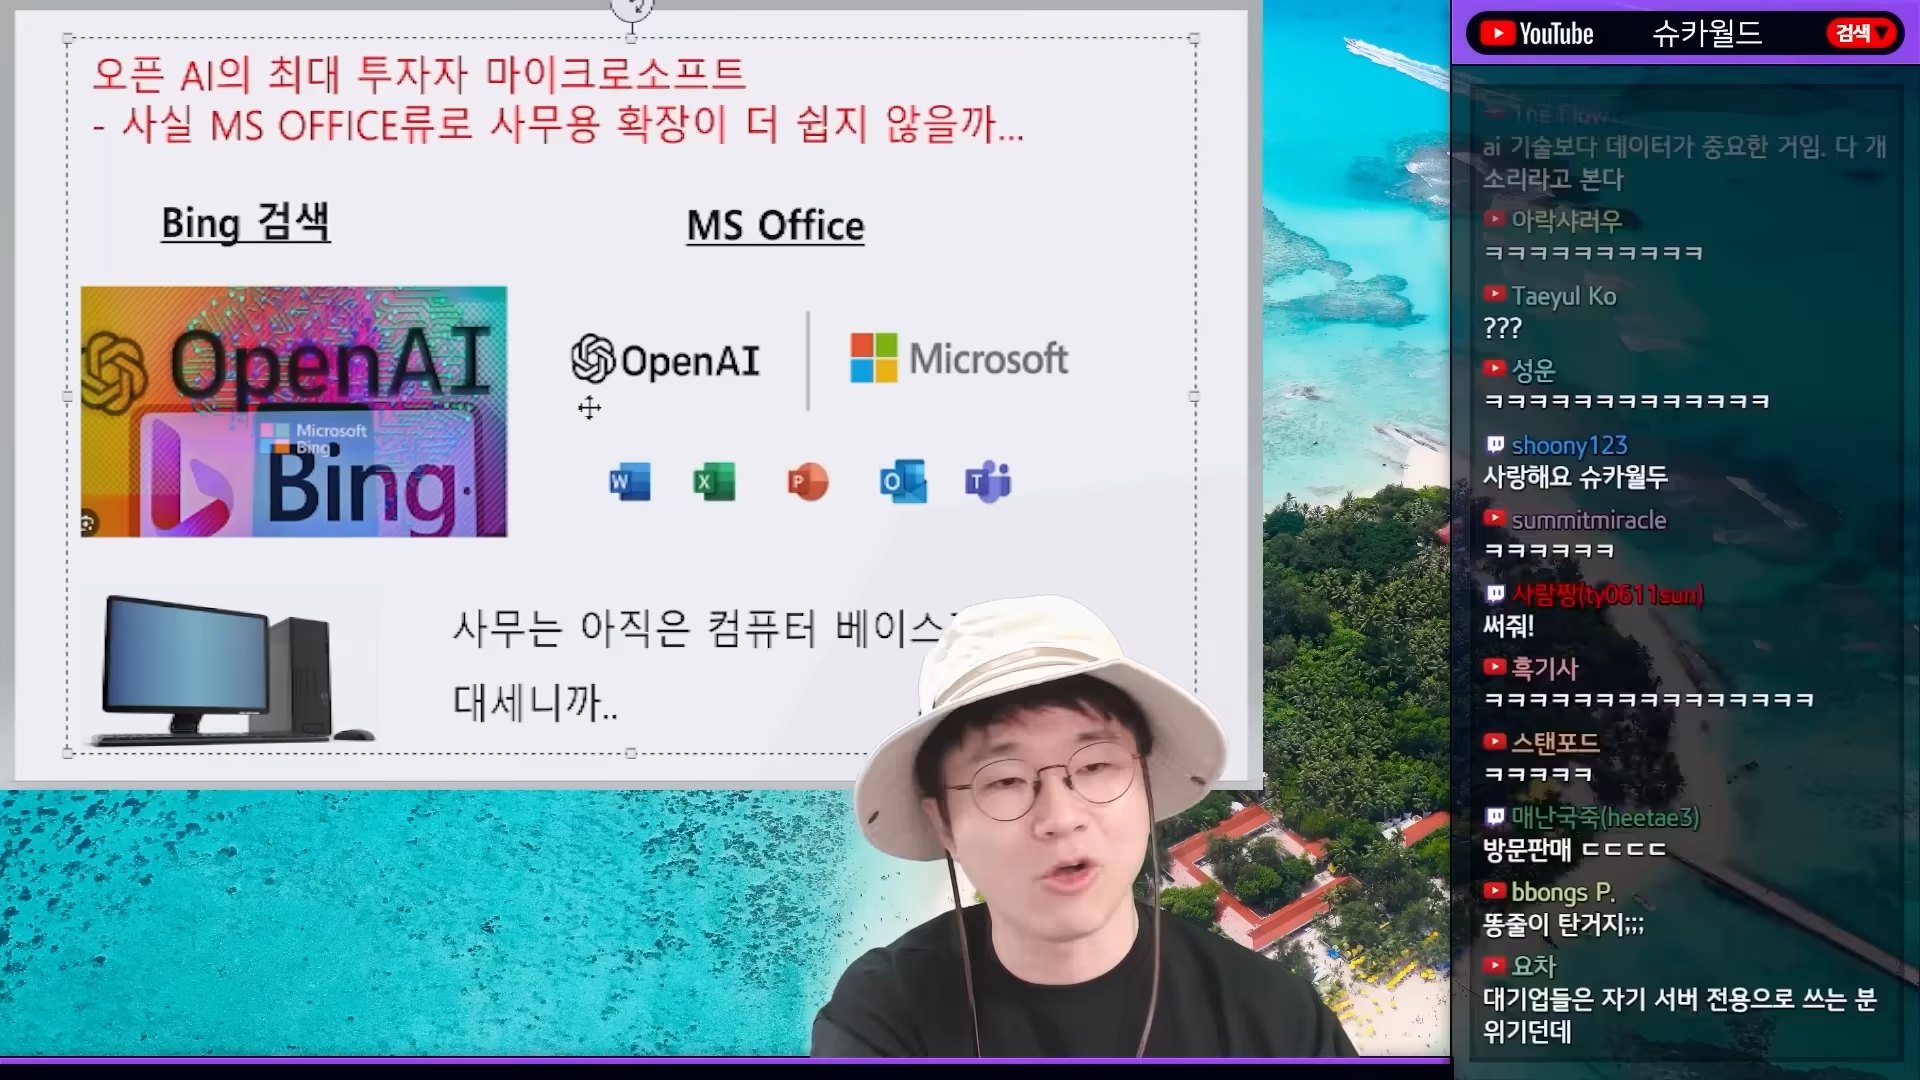 오픈 AI의 최대 투자자 마이크로소프트
- 사실 MS OFFICE류로 사무용 확장이 더 쉽지 않을까...
Bing 검색
MS Office
OpenAI
Microsoft
Bing
Bing
OpenAI
Microsoft
W
X
P
O
T
사무는 아직은 컴퓨터 베이스
대세니까..
YouTube
슈카월드
검색
The Flow
ai 기술보다 데이터가 중요한 거임. 다 개
소리라고 본다
아락샤러우
ㅋㅋㅋㅋㅋㅋㅋㅋㅋㅋ
Taeyul Ko
???
성운
ㅋㅋㅋㅋㅋㅋㅋㅋㅋㅋㅋㅋㅋ
shoony123
사랑해요 슈카월두
summitmiracle
ㅋㅋㅋㅋㅋㅋ
사람짱(ty0611sun)
써줘!
흑기사
ㅋㅋㅋㅋㅋㅋㅋㅋㅋㅋㅋㅋㅋㅋㅋ
스탠포드
ㅋㅋㅋㅋㅋ
매난국죽(heetae3)
방문판매 ㄷㄷㄷㄷ
bbongs P.
똥줄이 탄거지;;;
요차
대기업들은 자기 서버 전용으로 쓰는 분
위기던데